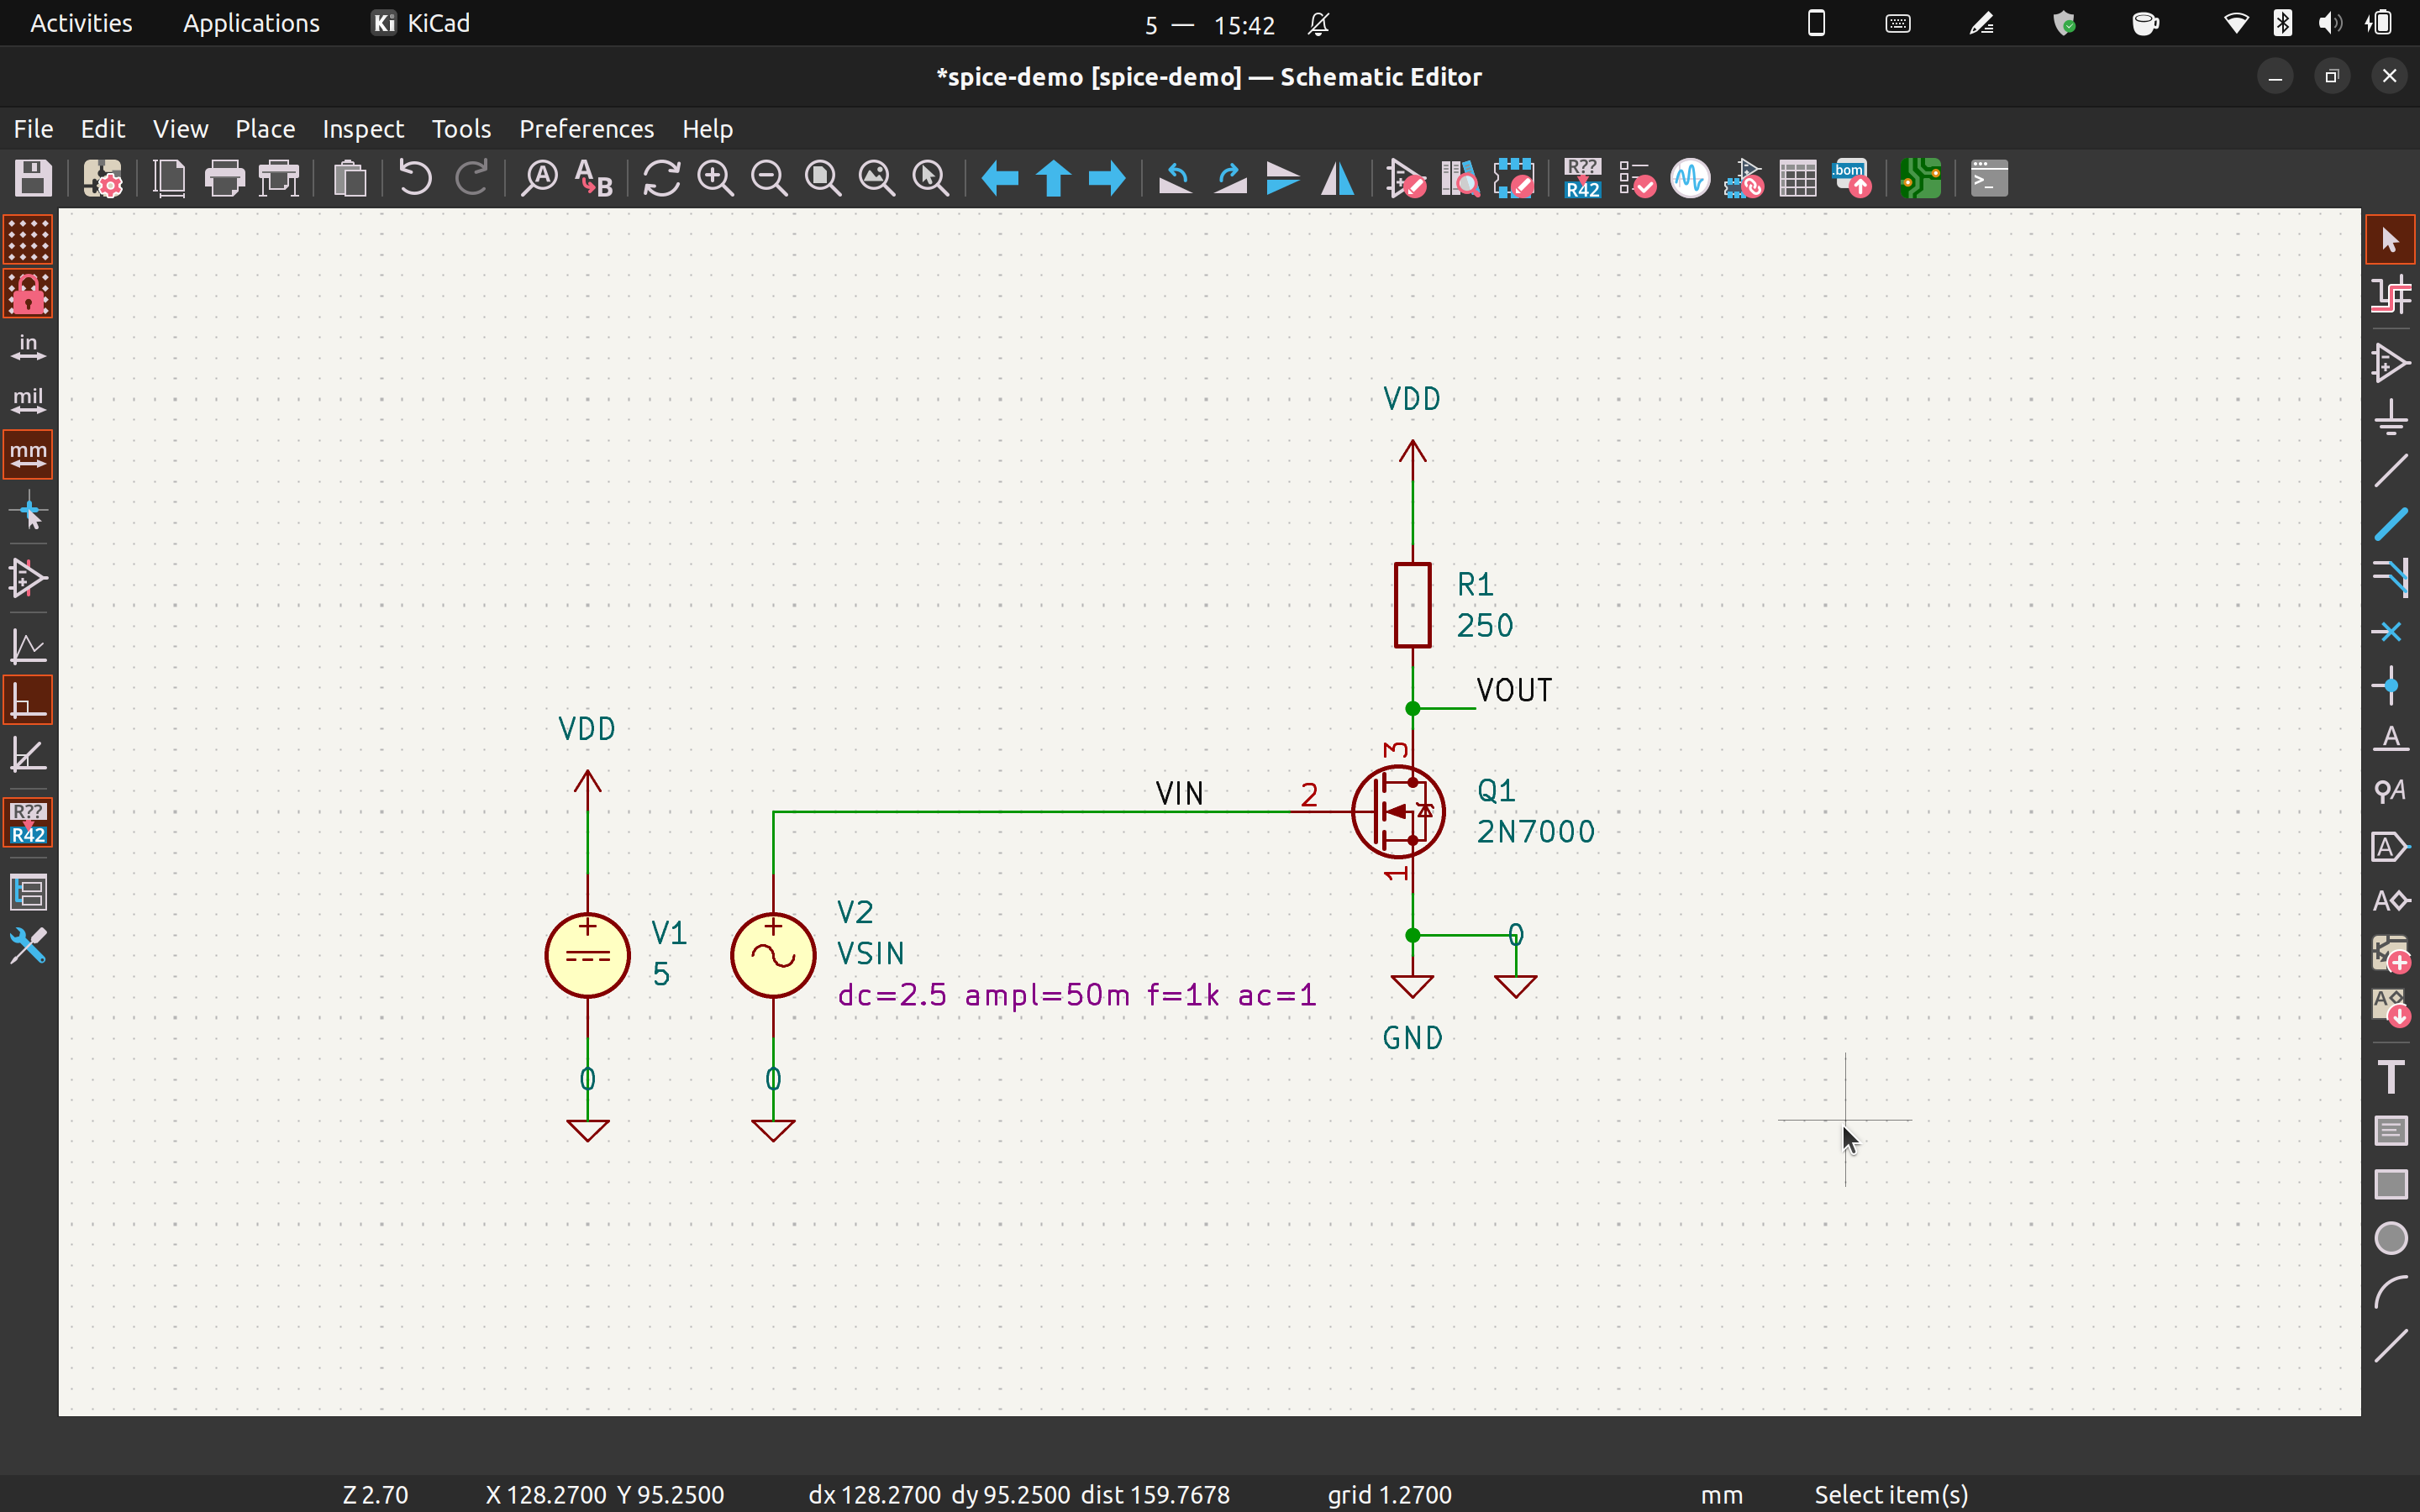 Activities Applications Ki KiCad 5 — 15:42
*spice-demo [spice-demo] — Schematic Editor
File Edit View Place Inspect Tools Preferences Help
A A B R?? R42 .bom >_
in
mil
mm
R??
R42
VDD
R1
250
VOUT
3
VDD
VIN
2
Q1
2N7000
1
V1
5
V2
VSIN
dc=2.5 ampl=50m f=1k ac=1
0
GND
0
0
A
A
A
A
A
T
Z 2.70 X 128.2700 Y 95.2500 dx 128.2700 dy 95.2500 dist 159.7678 grid 1.2700 mm Select item(s)